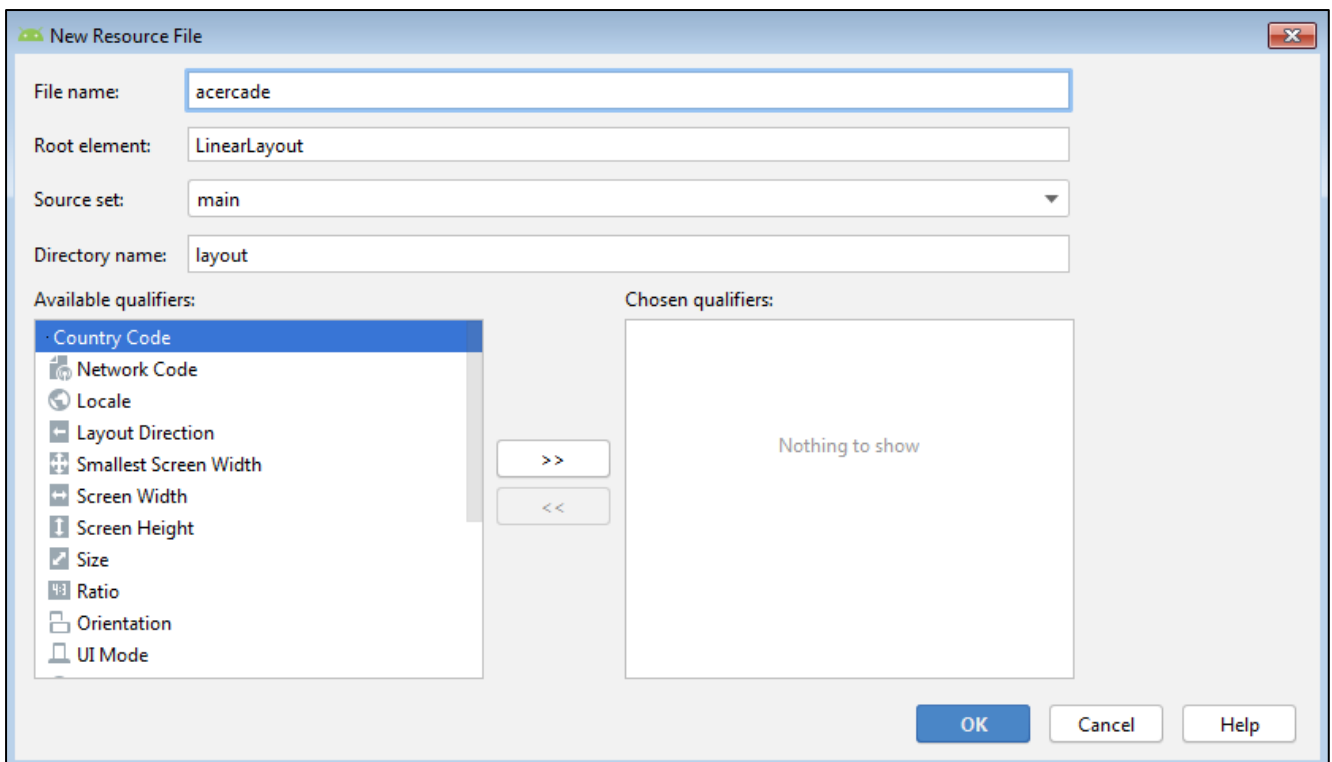 New Resource File
File name: acercade
Root element: LinearLayout
Source set: main
Directory name: layout
Available qualifiers: Chosen qualifiers:
Country Code
Network Code
Locale
Layout Direction
Smallest Screen Width
Screen Width
Screen Height
Size
4:3 Ratio
Orientation
UI Mode
>>
<<
Nothing to show
OK Cancel Help